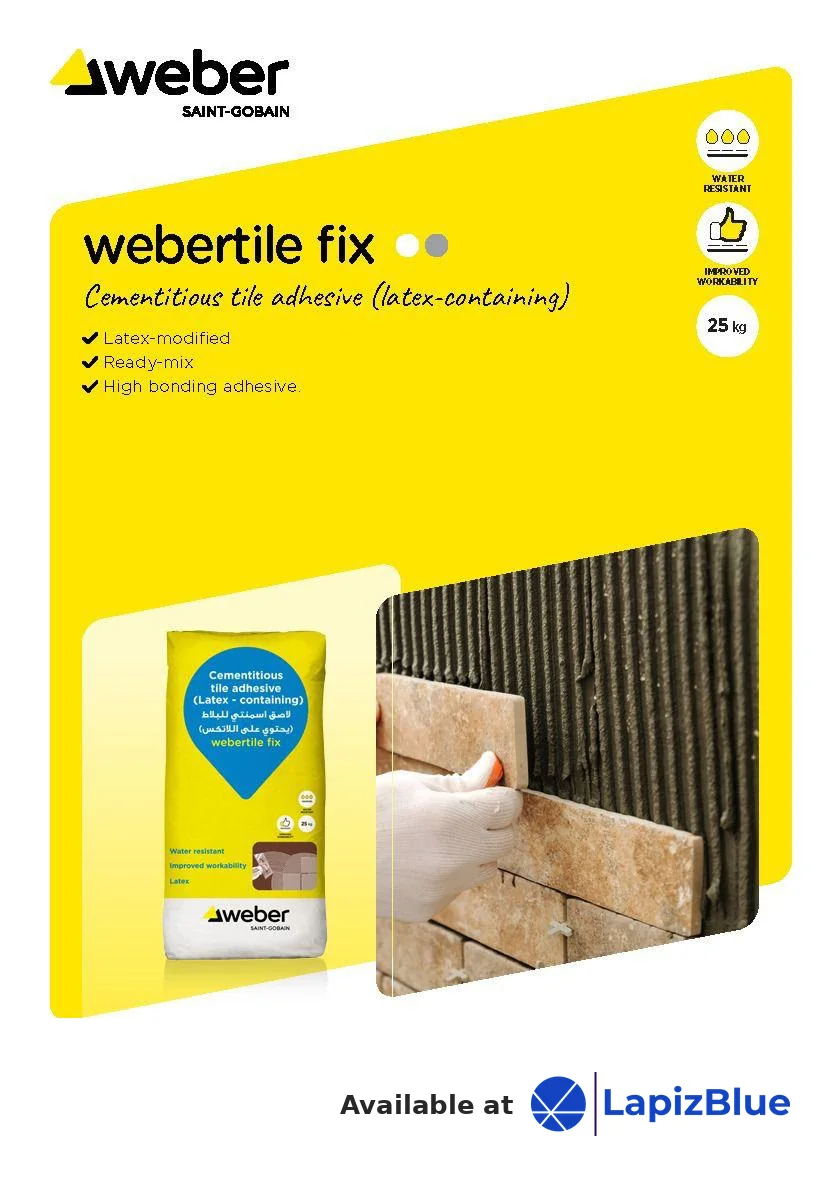 weber
SAINT-GOBAIN
WATER
RESISTANT
webertile fix
IMPROVED
WORKABILITY
Cementitious tile adhesive (latex-containing)
25 kg
Latex-modified
Ready-mix
High bonding adhesive.
Cementitious
tile adhesive
(Latex - containing)
لاصق اسمنتي للبلاط
(يحتوي على اللاتكس)
webertile fix
25 kg
Water resistant
Improved workability
Latex
weber
SAINT-GOBAIN
Available at LapizBlue